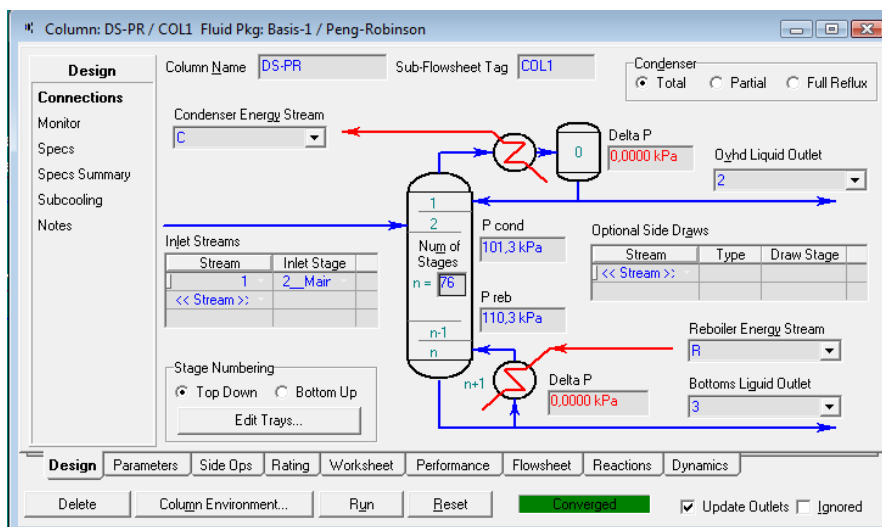 Column: DS-PR / COL1 Fluid Pkg: Basis-1 / Peng-Robinson
Design
Connections
Monitor
Specs
Specs Summary
Subcooling
Notes
Column Name DS-PR Sub-Flowsheet Tag COL1
Condenser
Total Partial Full Reflux
Condenser Energy Stream
C
0
Delta P
0,0000 kPa
Ovhd Liquid Outlet
2
Inlet Streams
Stream Inlet Stage
1 2__Mair
<< Stream >>
1
2
Num of
Stages
n = 76
n-1
n
n+1
P cond
101,3 kPa
P reb
110,3 kPa
Optional Side Draws
Stream Type Draw Stage
<< Stream >>
Stage Numbering
Top Down Bottom Up
Edit Trays...
Delta P
0,0000 kPa
Reboiler Energy Stream
R
Bottoms Liquid Outlet
3
Design Parameters Side Ops Rating Worksheet Performance Flowsheet Reactions Dynamics
Delete Column Environment... Run Reset Converged Update Outlets Ignored